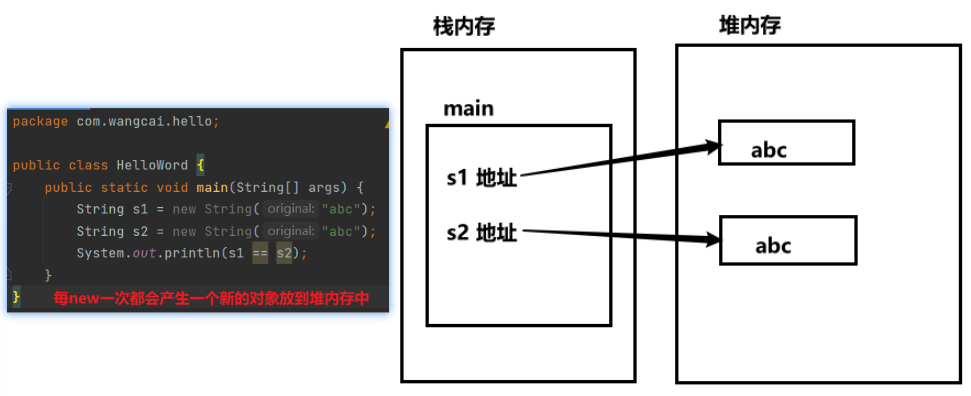 package com.wangcai.hello;
public class HelloWord {
public static void main(String[] args) {
String s1 = new String( original: "abc");
String s2 = new String( original: "abc");
System.out.println(s1 == s2);
}
}
每new一次都会产生一个新的对象放到堆内存中
栈内存
main
s1 地址
s2 地址
堆内存
abc
abc